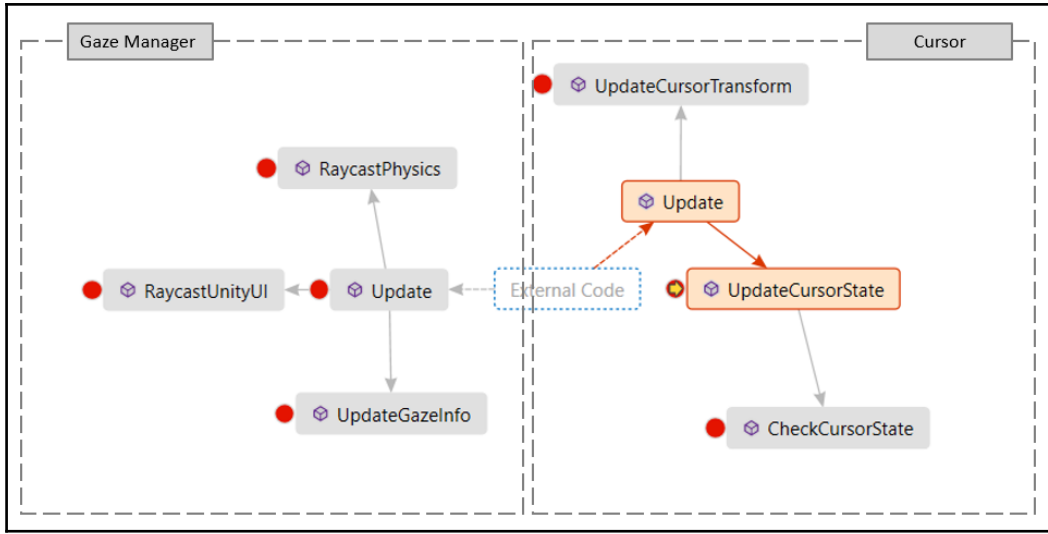 Gaze Manager
Cursor
UpdateCursorTransform
RaycastPhysics
Update
RaycastUnityUI
Update
External Code
UpdateCursorState
UpdateGazeInfo
CheckCursorState